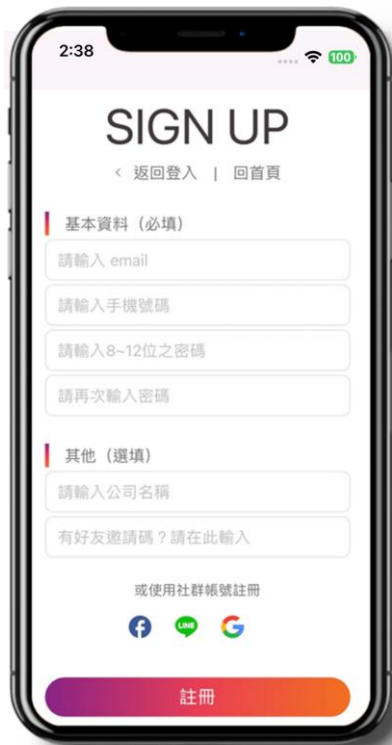 2:38
100
SIGN UP
< 返回登入 | 回首頁
基本資料（必填）
請輸入 email
請輸入手機號碼
請輸入8~12位之密碼
請再次輸入密碼
其他（選填）
請輸入公司名稱
有好友邀請碼？請在此輸入
或使用社群帳號註冊
LINE
註冊